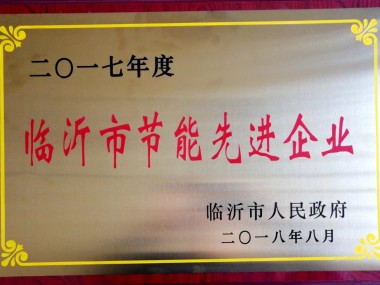 二〇一七年度
临沂市节能先进企业
临沂市人民政府
二〇一八年八月